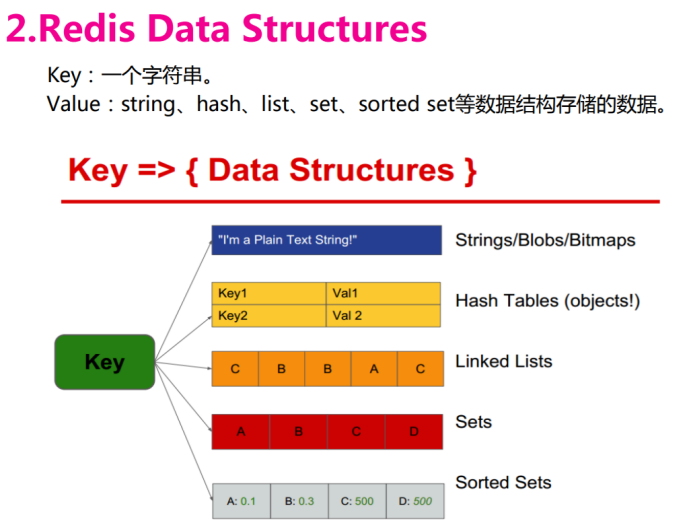 2.Redis Data Structures
Key：一个字符串。
Value：string、hash、list、set、sorted set等数据结构存储的数据。
Key => { Data Structures }
"I'm a Plain Text String!"
Strings/Blobs/Bitmaps
Key1 Val1
Key2 Val 2
Hash Tables (objects!)
Key
C B B A C
Linked Lists
A B C D
Sets
A: 0.1 B: 0.3 C: 500 D: 500
Sorted Sets